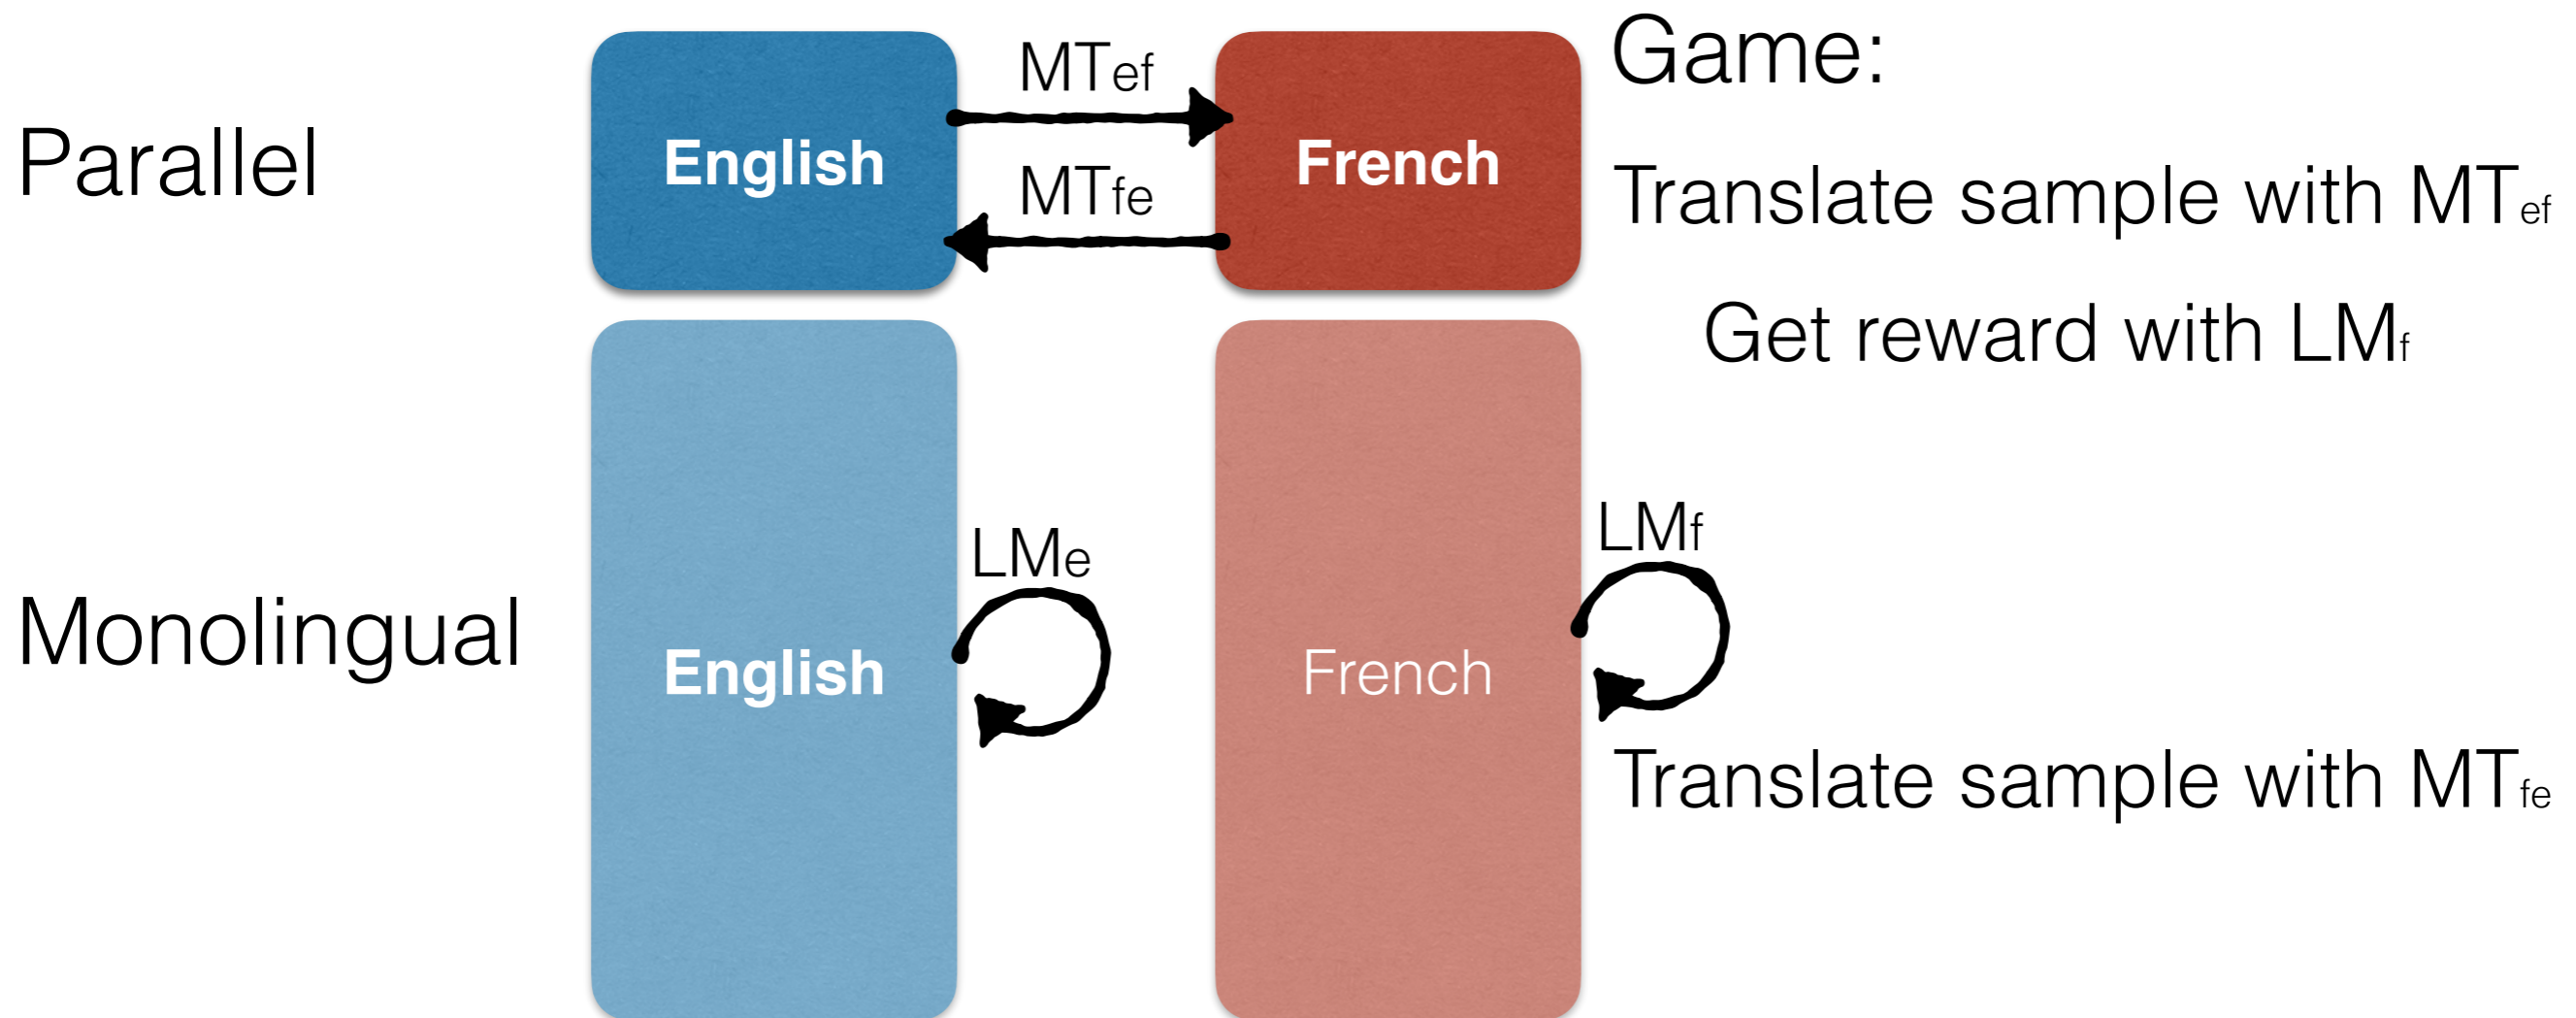 Parallel
English
MTef
MTfe
French
Game:
Translate sample with MTef
Get reward with LMf
Monolingual
English
LMe
French
LMf
Translate sample with MTfe